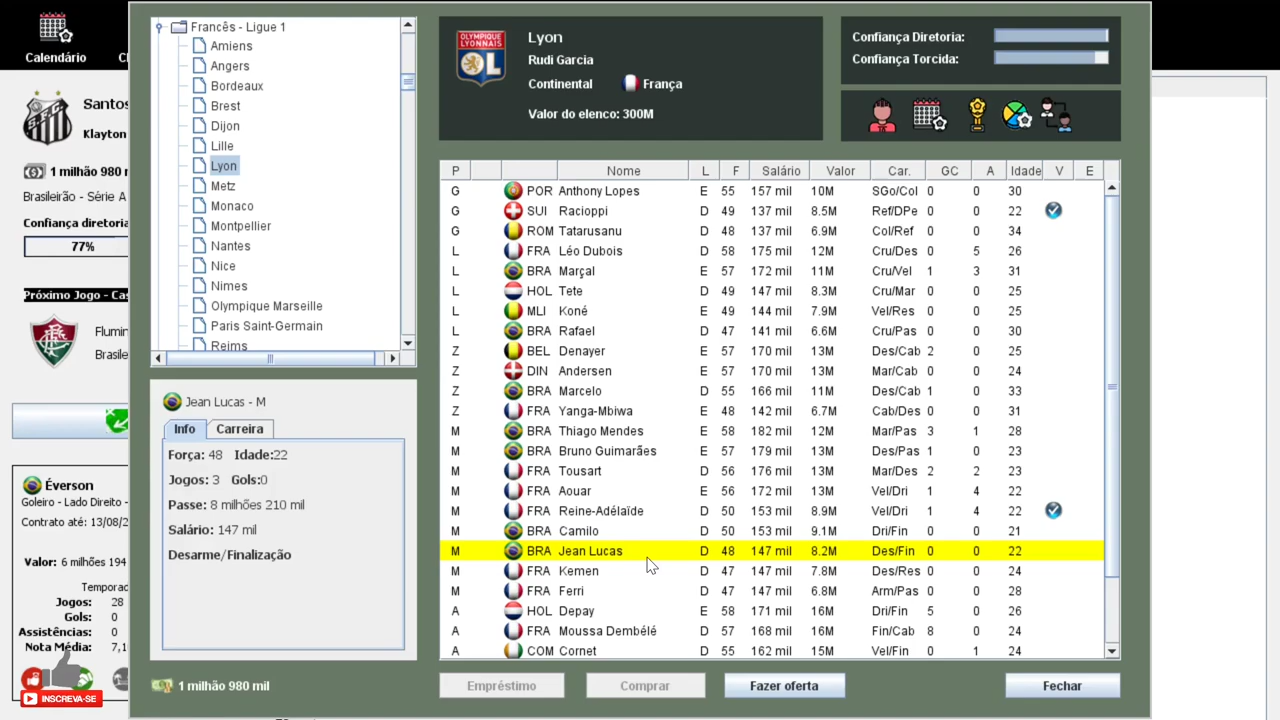 Calendário
Santos
Klayton
1 milhão 980
Brasileirão - Série A
Confiança diretoria
77%
Próximo Jogo - Cas
Flumin
Brasilei
Éverson
Goleiro - Lado Direito -
Contrato até: 13/08/2
Valor: 6 milhões 194
Temporad
Jogos: 28
Gols: 0
Assistências: 0
Nota Média: 7,1
INSCREVA-SE
Francês - Ligue 1
Amiens
Angers
Bordeaux
Brest
Dijon
Lille
Lyon
Metz
Monaco
Montpellier
Nantes
Nice
Nimes
Olympique Marseille
Paris Saint-Germain
Reims
Jean Lucas - M
Info Carreira
Força: 48 Idade:22
Jogos: 3 Gols:0
Passe: 8 milhões 210 mil
Salário: 147 mil
Desarme/Finalização
1 milhão 980 mil
OLYMPIQUE LYONNAIS
OL
Lyon
Rudi Garcia
Continental França
Valor do elenco: 300M
Confiança Diretoria:
Confiança Torcida:
P Nome L F Salário Valor Car. GC A Idade V E
G POR Anthony Lopes E 55 157 mil 10M SGo/Col 0 0 30
G SUI Racioppi D 49 137 mil 8.5M Ref/DPe 0 0 22
G ROM Tatarusanu D 48 137 mil 6.9M Col/Ref 0 0 34
L FRA Léo Dubois D 58 175 mil 12M Cru/Des 0 5 26
L BRA Marçal E 57 172 mil 11M Cru/Vel 1 3 31
L HOL Tete D 49 147 mil 8.3M Cru/Mar 0 0 25
L MLI Koné E 49 144 mil 7.9M Vel/Res 0 0 25
L BRA Rafael D 47 141 mil 6.6M Cru/Pas 0 0 30
Z BEL Denayer E 57 170 mil 13M Des/Cab 2 0 25
Z DIN Andersen E 57 170 mil 13M Mar/Cab 0 0 24
Z BRA Marcelo D 55 166 mil 11M Des/Cab 1 0 33
Z FRA Yanga-Mbiwa E 48 142 mil 6.7M Cab/Des 0 0 31
M BRA Thiago Mendes E 58 182 mil 12M Mar/Pas 3 1 28
M BRA Bruno Guimarães E 57 179 mil 13M Des/Pas 1 0 23
M FRA Tousart D 56 176 mil 13M Mar/Des 2 2 23
M FRA Aouar E 56 172 mil 13M Vel/Dri 1 4 22
M FRA Reine-Adélaïde D 50 153 mil 8.9M Vel/Dri 1 4 22
M BRA Camilo D 50 153 mil 9.1M Dri/Fin 0 0 21
M BRA Jean Lucas D 48 147 mil 8.2M Des/Fin 0 0 22
M FRA Kemen D 47 147 mil 7.8M Des/Res 0 0 24
M FRA Ferri D 47 147 mil 6.8M Arm/Pas 0 0 28
A HOL Depay E 58 171 mil 16M Dri/Fin 5 0 26
A FRA Moussa Dembélé D 57 168 mil 16M Fin/Cab 8 0 24
A COM Cornet D 55 162 mil 15M Vel/Fin 0 1 24
Empréstimo Comprar Fazer oferta Fechar